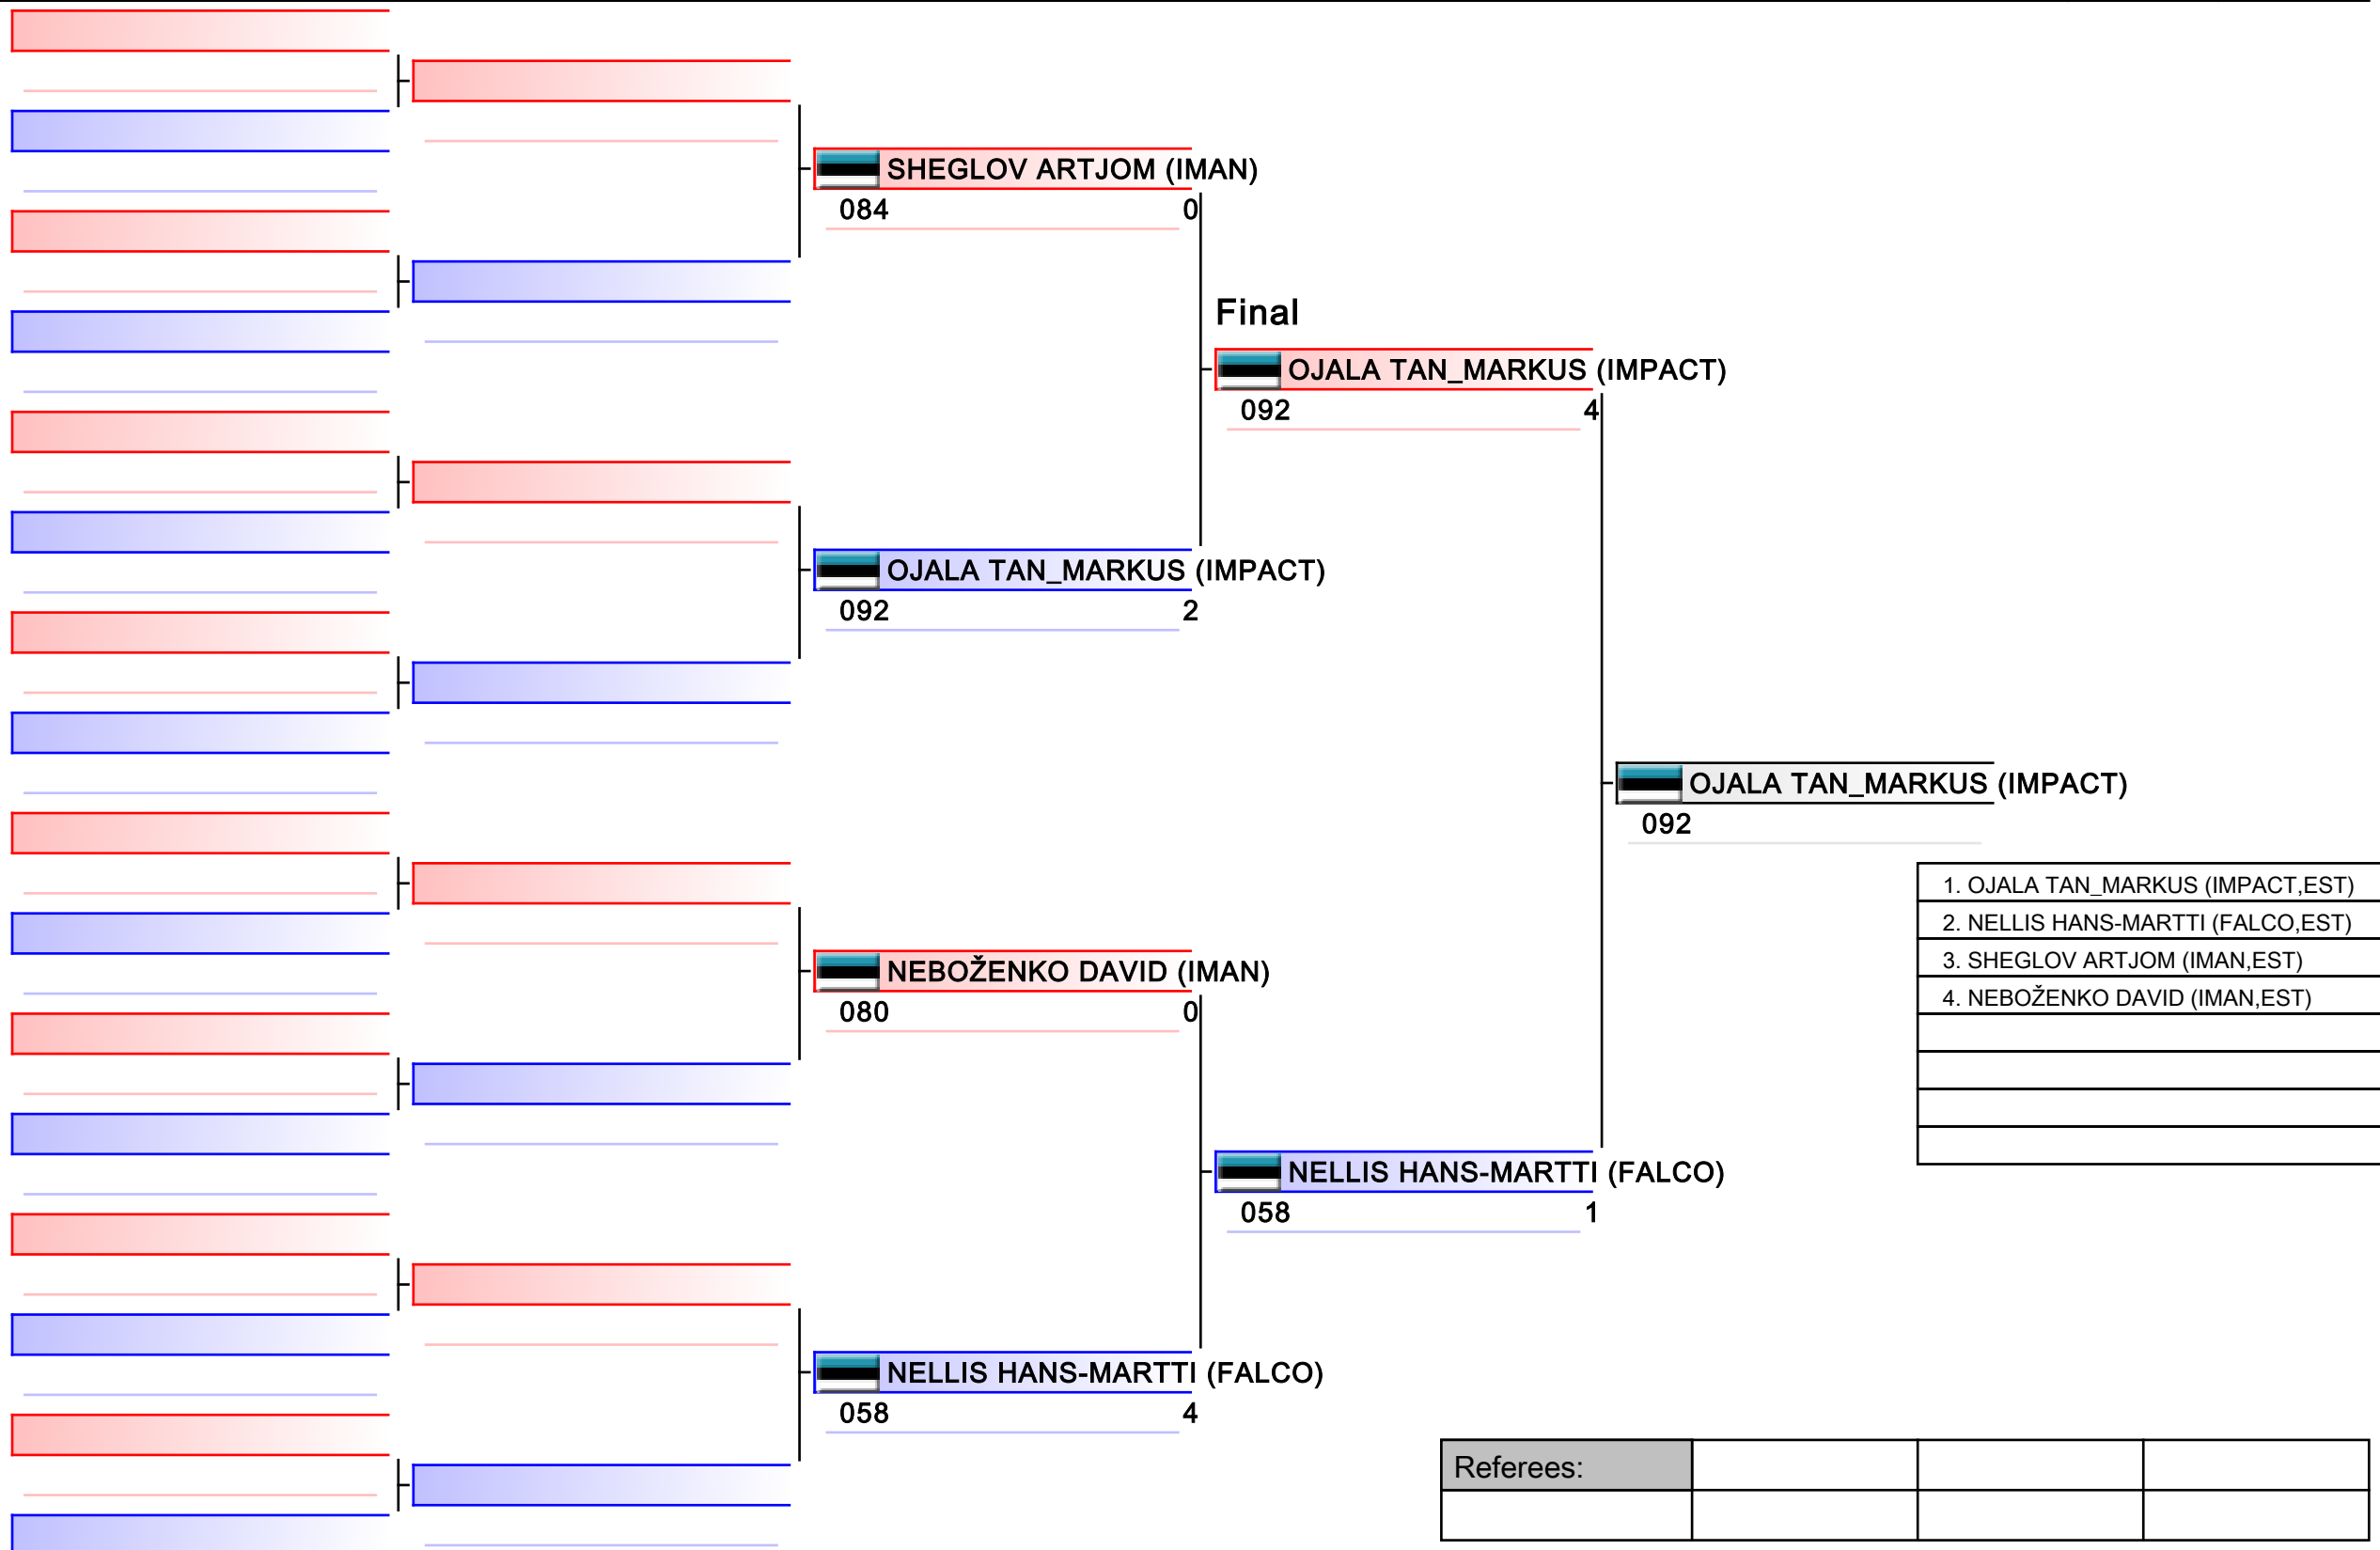 SHEGLOV ARTJOM (IMAN)
084 0
Final
OJALA TAN_MARKUS (IMPACT)
092 4
OJALA TAN_MARKUS (IMPACT)
092 2
OJALA TAN_MARKUS (IMPACT)
092
1. OJALA TAN_MARKUS (IMPACT,EST)
2. NELLIS HANS-MARTTI (FALCO,EST)
3. SHEGLOV ARTJOM (IMAN,EST)
4. NEBOŽENKO DAVID (IMAN,EST)
NEBOŽENKO DAVID (IMAN)
080 0
NELLIS HANS-MARTTI (FALCO)
058 1
NELLIS HANS-MARTTI (FALCO)
058 4
Referees: